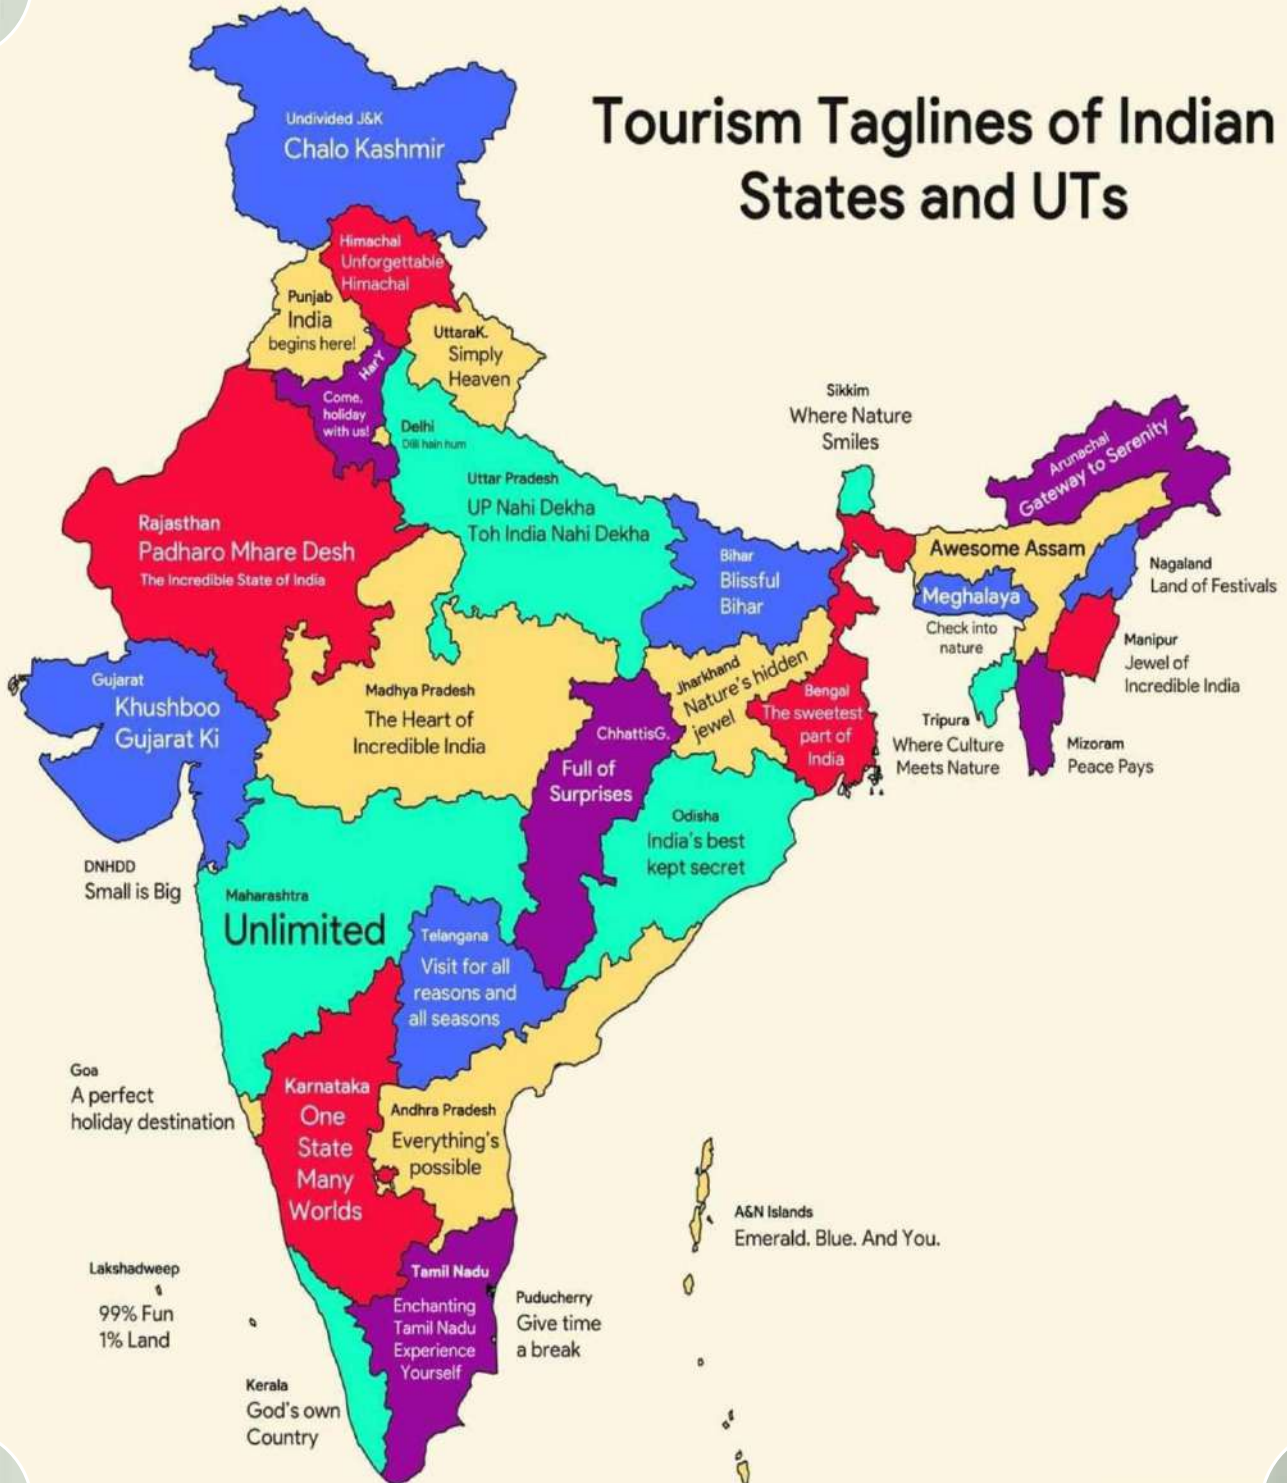 Tourism Taglines of Indian
States and UTs
Undivided J&K
Chalo Kashmir
Himachal
Unforgettable
Himachal
Punjab
India
begins here!
UttaraK.
Simply
Heaven
HarY
Come,
holiday
with us!
Delhi
Dilli hain hum
Uttar Pradesh
UP Nahi Dekha
Toh India Nahi Dekha
Rajasthan
Padharo Mhare Desh
The Incredible State of India
Bihar
Blissful
Bihar
Sikkim
Where Nature
Smiles
Arunachal
Gateway to Serenity
Awesome Assam
Nagaland
Land of Festivals
Meghalaya
Check into
nature
Manipur
Jewel of
Incredible India
Tripura
Where Culture
Meets Nature
Mizoram
Peace Pays
Gujarat
Khushboo
Gujarat Ki
Madhya Pradesh
The Heart of
Incredible India
Jharkhand
Nature's hidden
jewel
Bengal
The sweetest
part of
India
ChhattisG.
Full of
Surprises
Odisha
India's best
kept secret
DNHDD
Small is Big
Maharashtra
Unlimited
Telangana
Visit for all
reasons and
all seasons
Goa
A perfect
holiday destination
Karnataka
One
State
Many
Worlds
Andhra Pradesh
Everything's
possible
A&N Islands
Emerald. Blue. And You.
Lakshadweep
99% Fun
1% Land
Tamil Nadu
Enchanting
Tamil Nadu
Experience
Yourself
Puducherry
Give time
a break
Kerala
God's own
Country